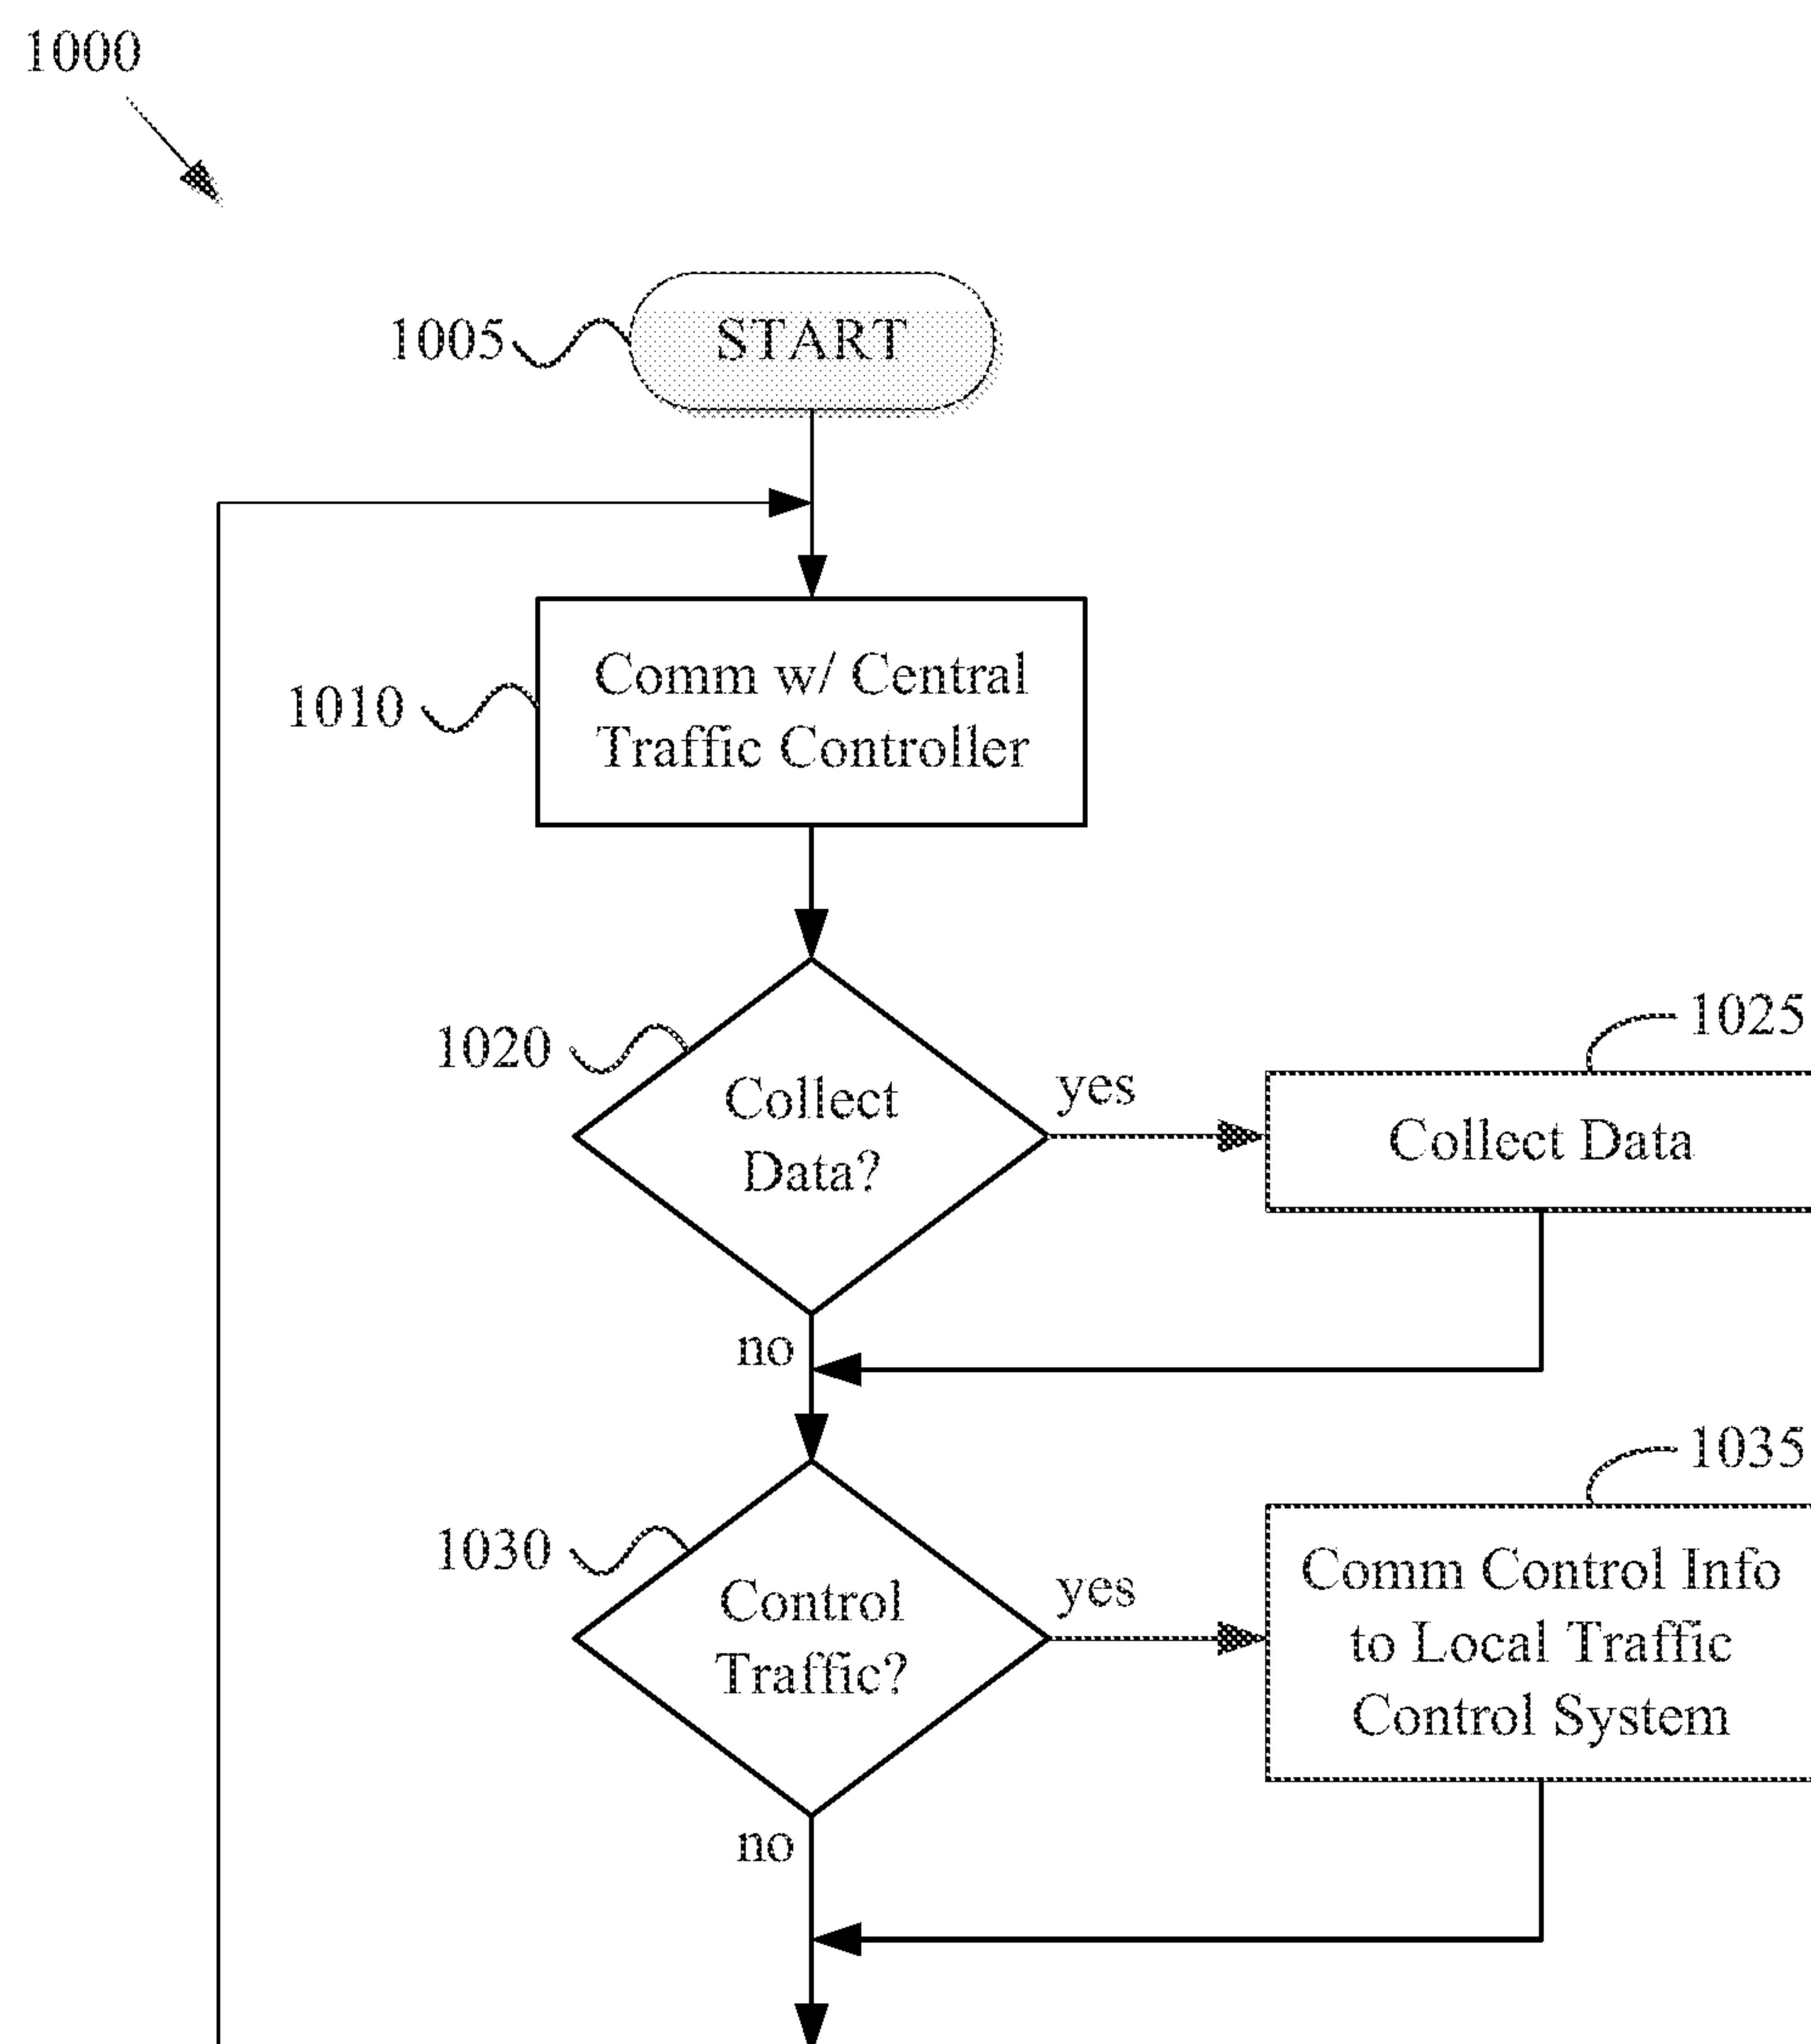 1000
1005
START
1010
Comm w/ Central
Traffic Controller
1020
Collect
Data?
yes
1025
Collect Data
no
1030
Control
Traffic?
yes
1035
Comm Control Info
to Local Traffic
Control System
no